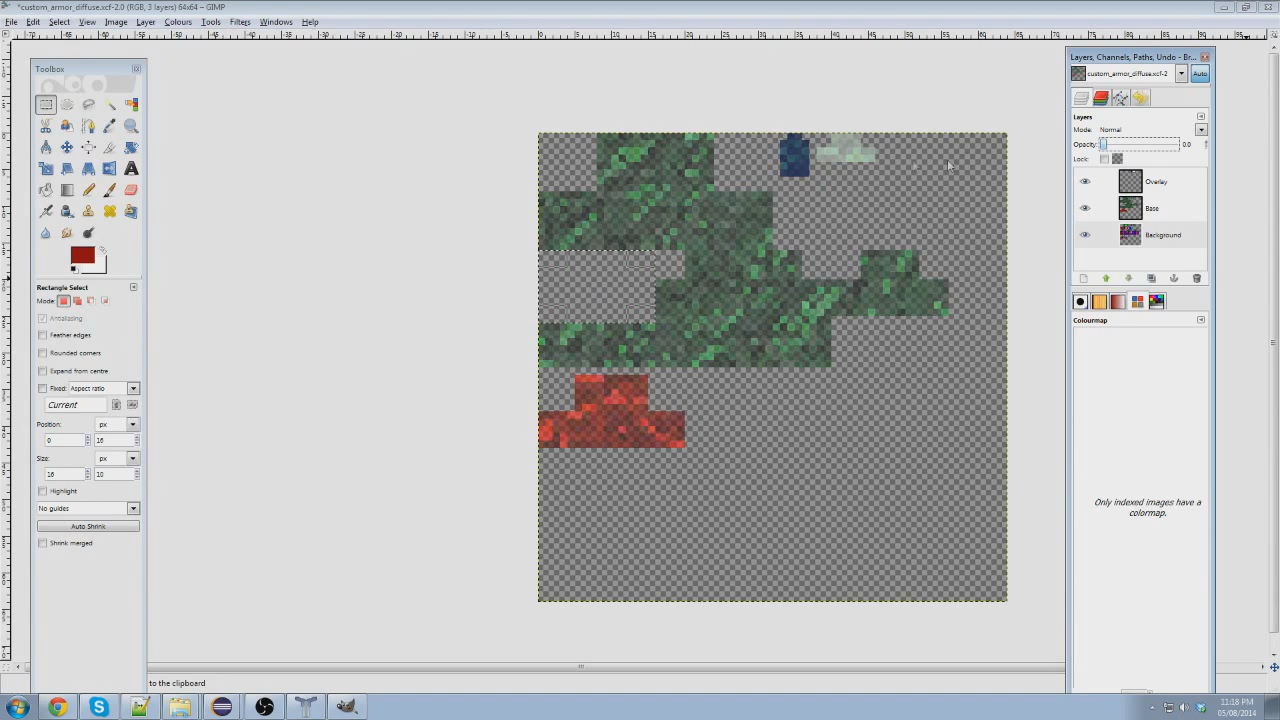 *custom_armor_diffuse.xcf-2.0 (RGB, 3 layers) 64x64 – GIMP
File Edit Select View Image Layer Colours Tools Filters Windows Help
Toolbox
Rectangle Select
Mode:
Antialiasing
Feather edges
Rounded corners
Expand from centre
Fixed: Aspect ratio
Current
Position: px
0 16
Size: px
16 10
Highlight
No guides
Auto Shrink
Shrink merged
Layers, Channels, Paths, Undo - Br...
custom_armor_diffuse.xcf-2 Auto
Layers
Mode: Normal
Opacity: 0.0
Lock:
Overlay
Base
Background
Colourmap
Only indexed images have a
colormap.
to the clipboard
11:18 PM
05/08/2014